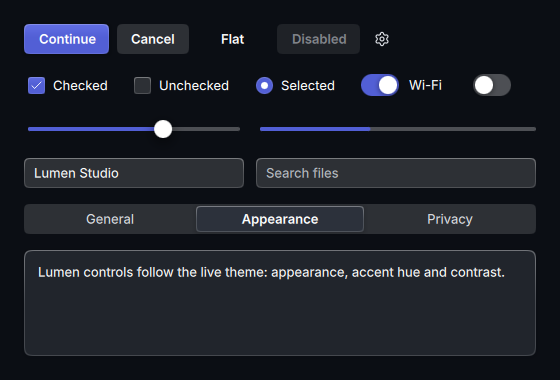 Continue Cancel Flat Disabled
Checked Unchecked Selected Wi-Fi
Lumen Studio Search files
General Appearance Privacy
Lumen controls follow the live theme: appearance, accent hue and contrast.